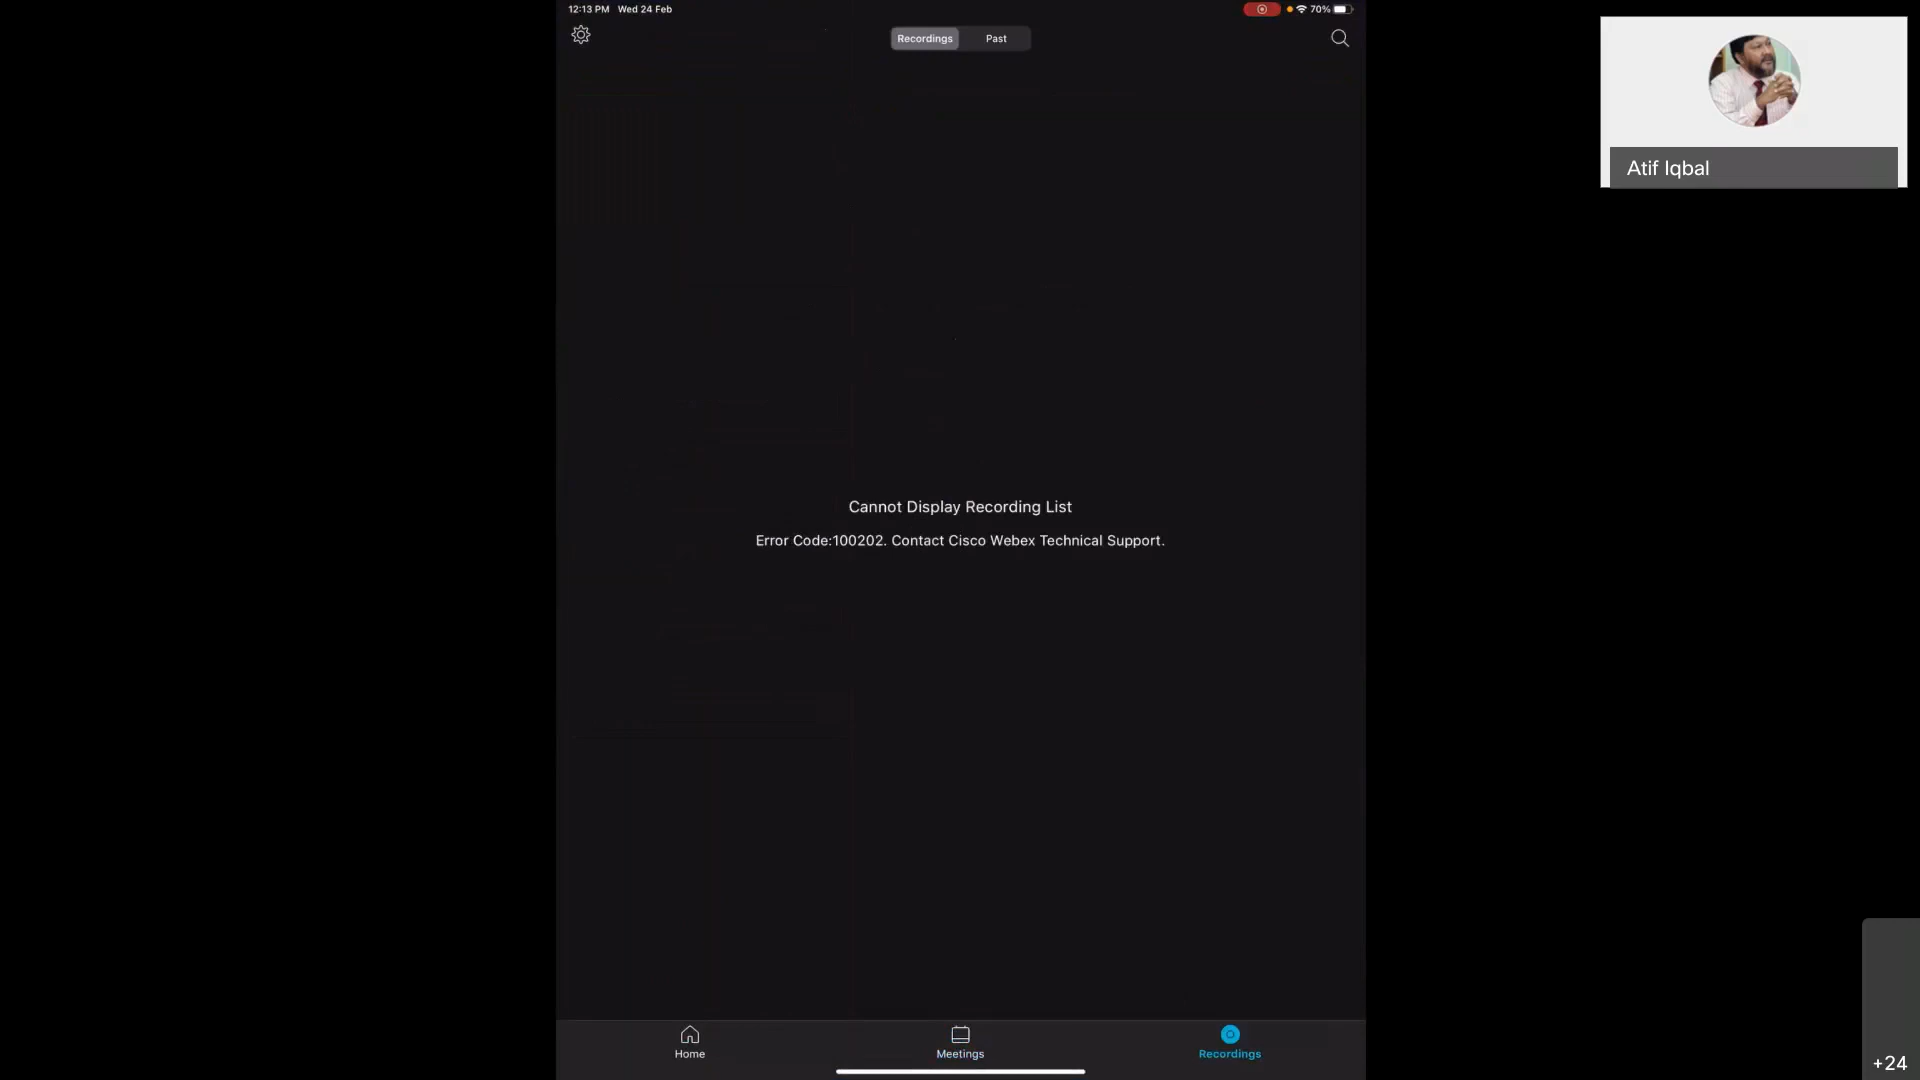 12:13 PM Wed 24 Feb
70%
Recordings Past
Atif Iqbal
Cannot Display Recording List
Error Code:100202. Contact Cisco Webex Technical Support.
Home Meetings Recordings
+24